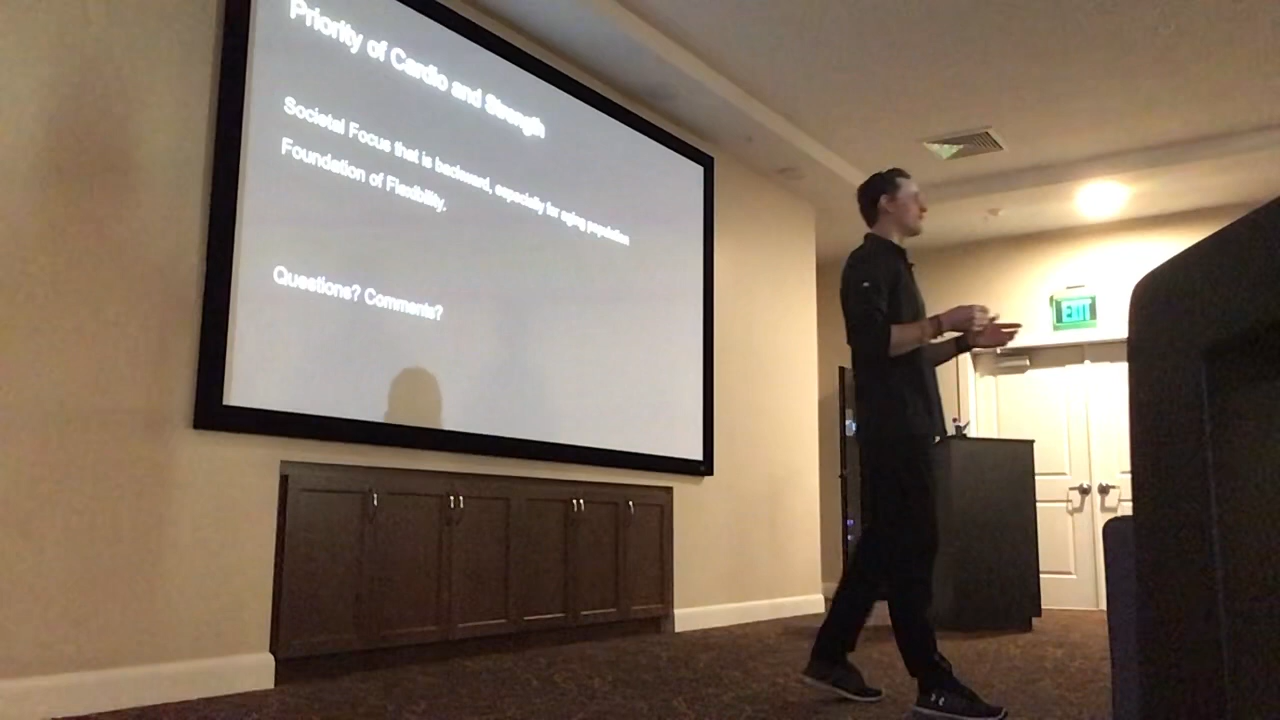 Priority of Cardio and Strength
Societal Focus that is backward, especially for aging population
Foundation of Flexibility.
Questions? Comments?
EXIT